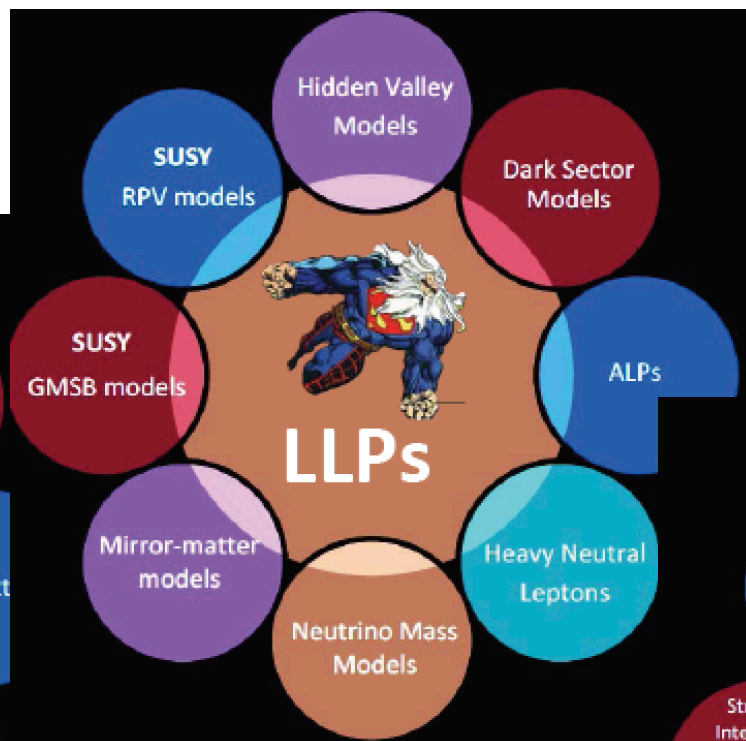 Hidden Valley
Models
Dark Sector
Models
ALPs
Heavy Neutral
Leptons
Neutrino Mass
Models
Mirror-matter
models
SUSY
GMSB models
SUSY
RPV models
LLPs